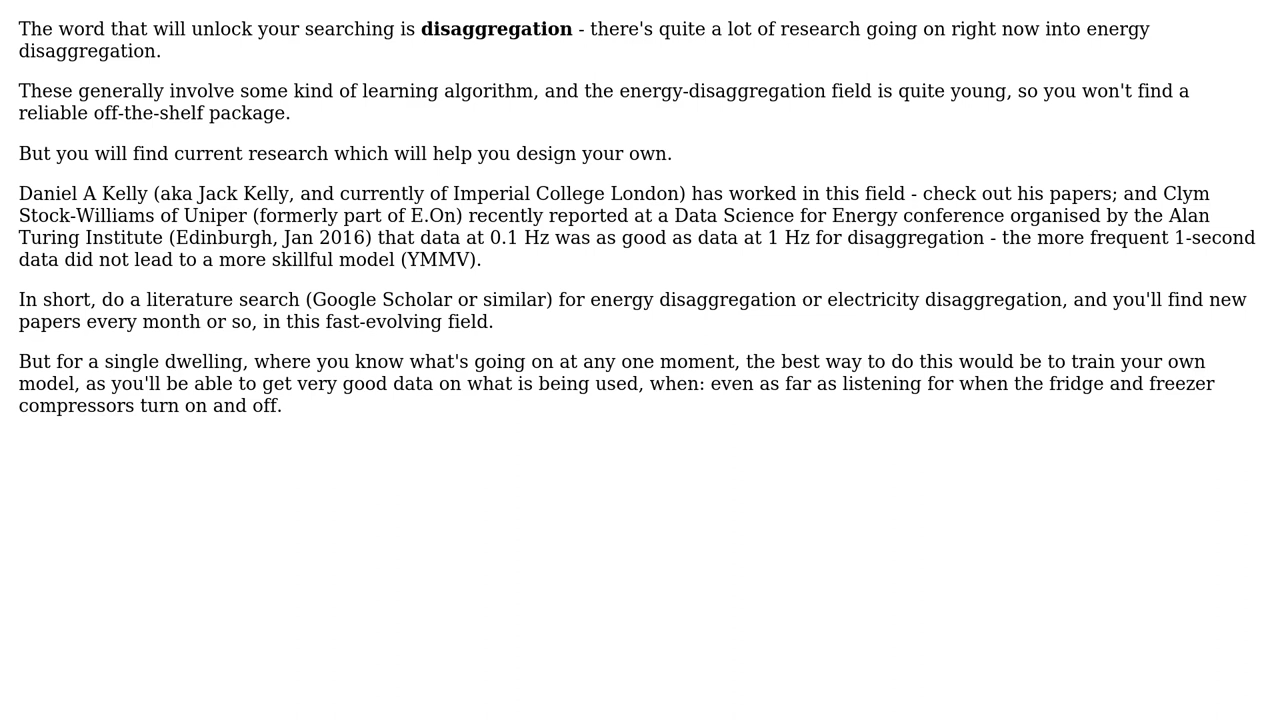 The word that will unlock your searching is disaggregation - there's quite a lot of research going on right now into energy
disaggregation.
These generally involve some kind of learning algorithm, and the energy-disaggregation field is quite young, so you won't find a
reliable off-the-shelf package.
But you will find current research which will help you design your own.
Daniel A Kelly (aka Jack Kelly, and currently of Imperial College London) has worked in this field - check out his papers; and Clym
Stock-Williams of Uniper (formerly part of E.On) recently reported at a Data Science for Energy conference organised by the Alan
Turing Institute (Edinburgh, Jan 2016) that data at 0.1 Hz was as good as data at 1 Hz for disaggregation - the more frequent 1-second
data did not lead to a more skillful model (YMMV).
In short, do a literature search (Google Scholar or similar) for energy disaggregation or electricity disaggregation, and you'll find new
papers every month or so, in this fast-evolving field.
But for a single dwelling, where you know what's going on at any one moment, the best way to do this would be to train your own
model, as you'll be able to get very good data on what is being used, when: even as far as listening for when the fridge and freezer
compressors turn on and off.